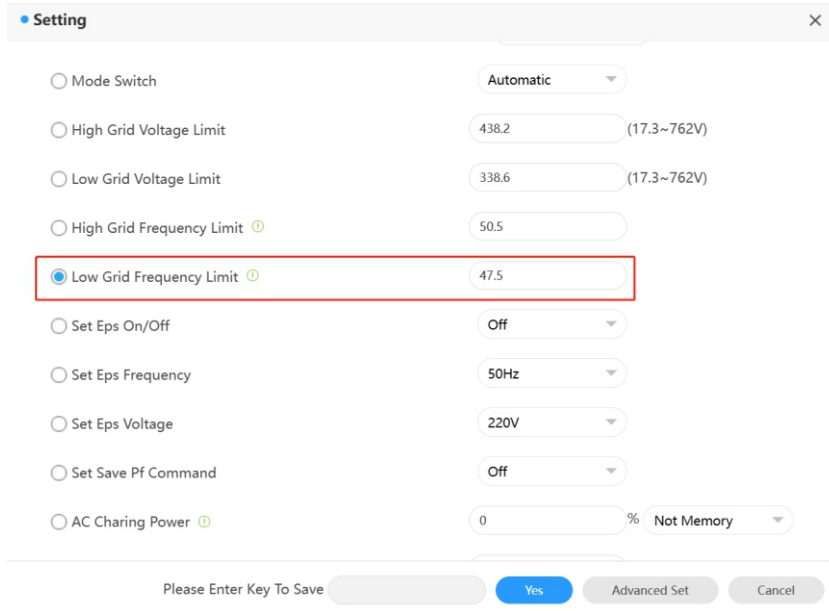 Setting
Mode Switch Automatic
High Grid Voltage Limit 438.2 (17.3~762V)
Low Grid Voltage Limit 338.6 (17.3~762V)
High Grid Frequency Limit 50.5
Low Grid Frequency Limit 47.5
Set Eps On/Off Off
Set Eps Frequency 50Hz
Set Eps Voltage 220V
Set Save Pf Command Off
AC Charing Power 0 % Not Memory
Please Enter Key To Save Yes Advanced Set Cancel